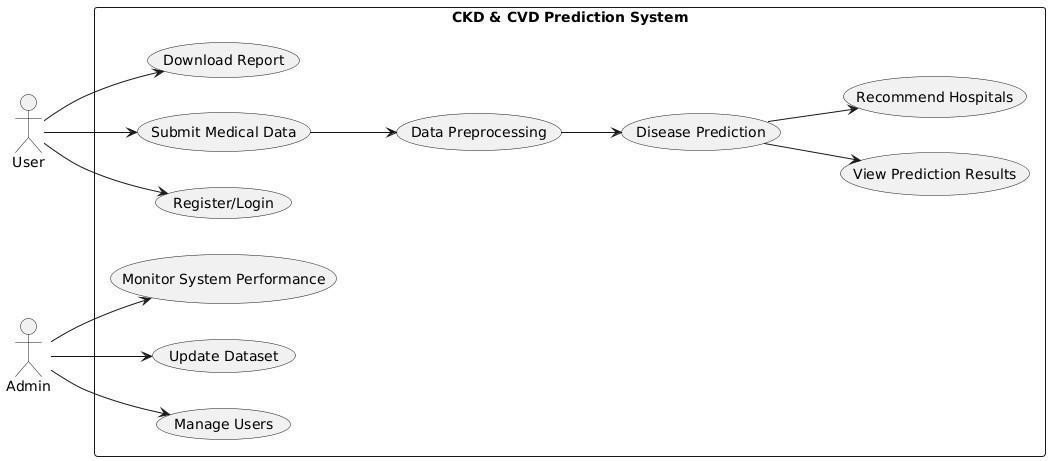 CKD & CVD Prediction System
Download Report
Recommend Hospitals
Submit Medical Data
Data Preprocessing
Disease Prediction
User
View Prediction Results
Register/Login
Monitor System Performance
Update Dataset
Admin
Manage Users